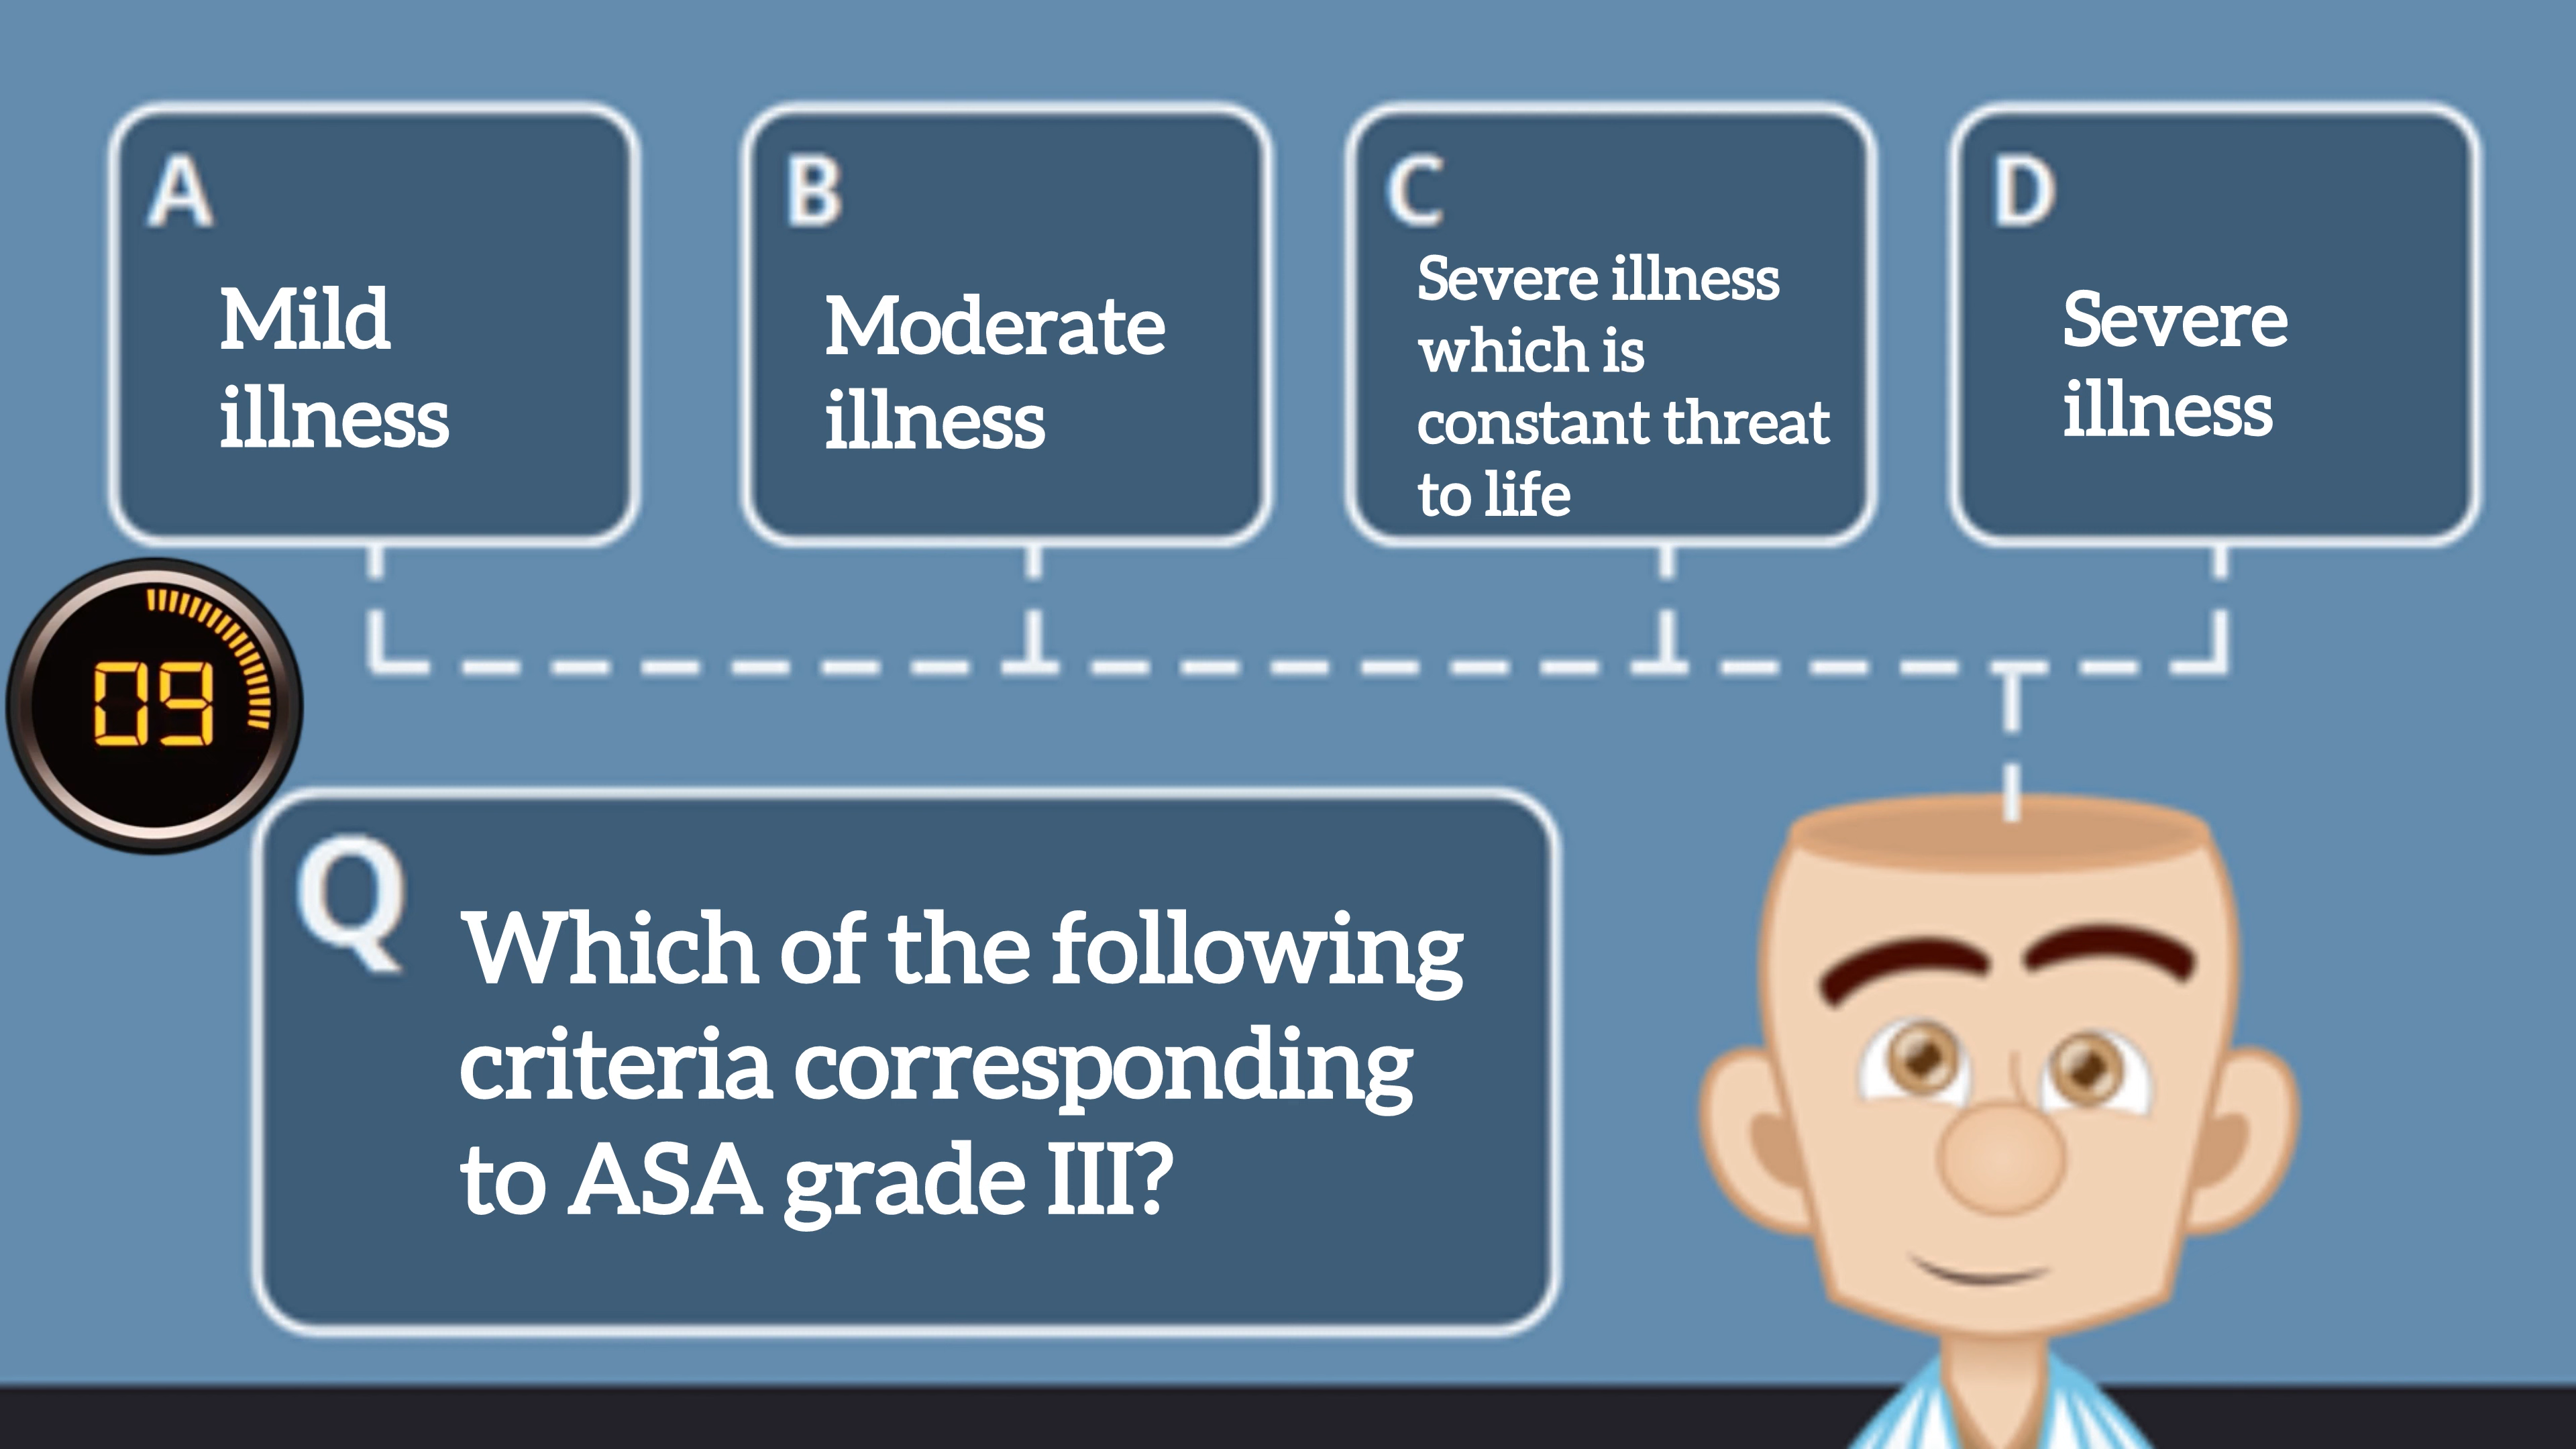 A
Mild
illness
B
Moderate
illness
C
Severe illness
which is
constant threat
to life
D
Severe
illness
09
Q
Which of the following
criteria corresponding
to ASA grade III?